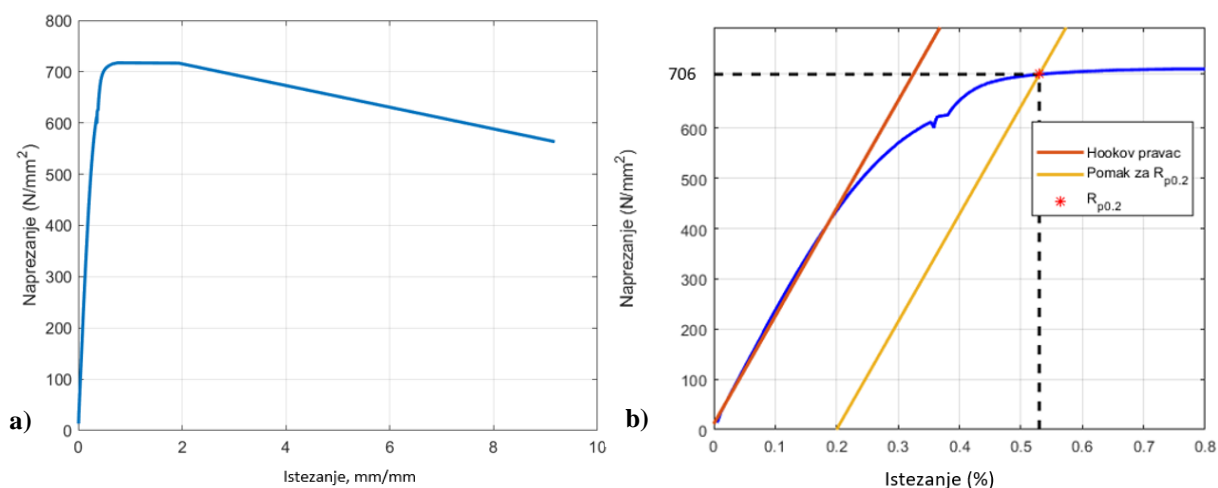 800
700
600
500
400
300
200
100
0
0 2 4 6 8 10
Naprezanje (N/mm²)
Istezanje, mm/mm
a)
706
600
500
400
300
200
100
0
0 0.1 0.2 0.3 0.4 0.5 0.6 0.7 0.8
Naprezanje (N/mm²)
Istezanje (%)
Hookov pravac
Pomak za Rp0.2
Rp0.2
b)